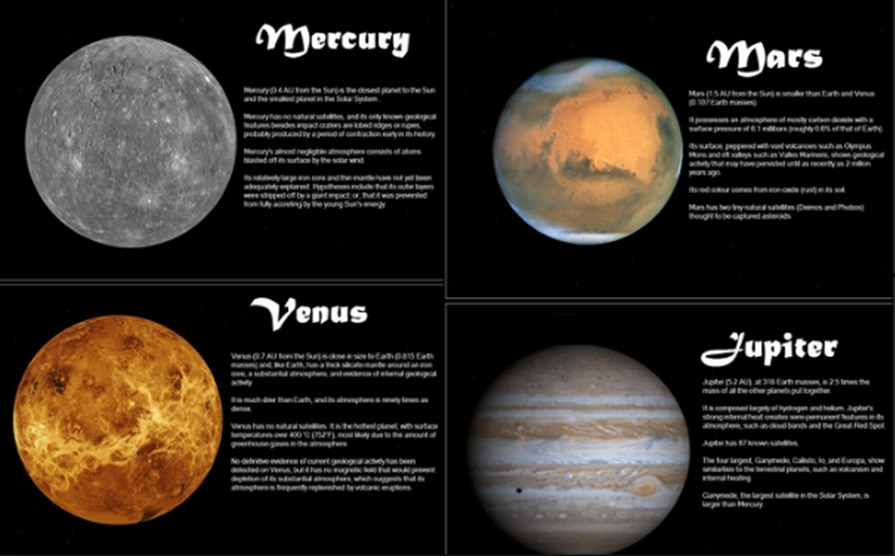 Mercury
Mercury (0.4 AU from the Sun) is the closest planet to the Sun
and the smallest planet in the Solar System .
Mercury has no natural satellites, and its only known geological
features besides impact craters are lobed ridges or rupes,
probably produced by a period of contraction early in its history.
Mercury's almost negligible atmosphere consists of atoms
blasted off its surface by the solar wind.
Its relatively large iron core and thin mantle have not yet been
adequately explained. Hypotheses include that its outer layers
were stripped off by a giant impact; or, that it was prevented
from fully accreting by the young Sun's energy.
Mars
Mars (1.5 AU from the Sun) is smaller than Earth and Venus
(0.107 Earth masses).
It possesses an atmosphere of mostly carbon dioxide with a
surface pressure of 6.1 millibars (roughly 0.6% of that of Earth).
Its surface, peppered with vast volcanoes such as Olympus
Mons and rift valleys such as Valles Marineris, shows geological
activity that may have persisted until as recently as 2 million
years ago.
Its red colour comes from iron oxide (rust) in its soil.
Mars has two tiny natural satellites (Deimos and Phobos)
thought to be captured asteroids.
Venus
Venus (0.7 AU from the Sun) is close in size to Earth (0.815 Earth
masses) and, like Earth, has a thick silicate mantle around an iron
core, a substantial atmosphere, and evidence of internal geological
activity.
It is much drier than Earth, and its atmosphere is ninety times as
dense.
Venus has no natural satellites. It is the hottest planet, with surface
temperatures over 400 °C (752°F), most likely due to the amount of
greenhouse gases in the atmosphere.
No definitive evidence of current geological activity has been
detected on Venus, but it has no magnetic field that would prevent
depletion of its substantial atmosphere, which suggests that its
atmosphere is frequently replenished by volcanic eruptions.
Jupiter
Jupiter (5.2 AU), at 318 Earth masses, is 2.5 times the
mass of all the other planets put together.
It is composed largely of hydrogen and helium. Jupiter's
strong internal heat creates semi-permanent features in its
atmosphere, such as cloud bands and the Great Red Spot.
Jupiter has 67 known satellites.
The four largest, Ganymede, Callisto, Io, and Europa, show
similarities to the terrestrial planets, such as volcanism and
internal heating.
Ganymede, the largest satellite in the Solar System, is
larger than Mercury.